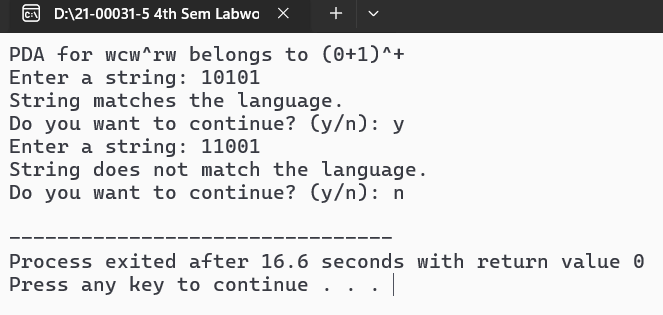 D:\21-00031-5 4th Sem Labwo
PDA for wcw^rw belongs to (0+1)^+
Enter a string: 10101
String matches the language.
Do you want to continue? (y/n): y
Enter a string: 11001
String does not match the language.
Do you want to continue? (y/n): n
--------------------------------
Process exited after 16.6 seconds with return value 0
Press any key to continue . . .